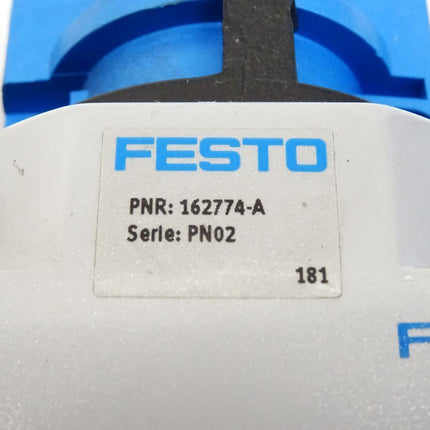 FESTO
PNR: 162774-A
Serie: PN02
181
F